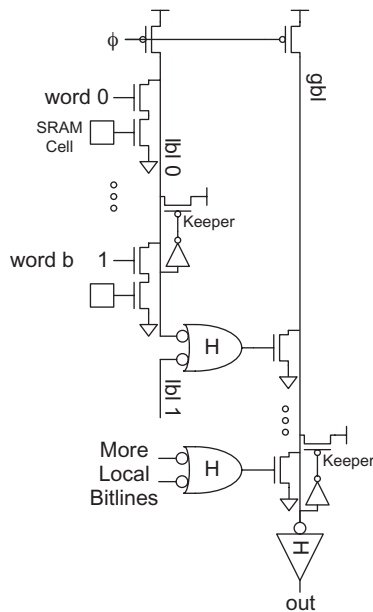 ϕ
gbl
word 0
SRAM
Cell
lbl 0
Keeper
word b 1
H
lbl 1
More
Local
Bitlines
H
Keeper
H
out